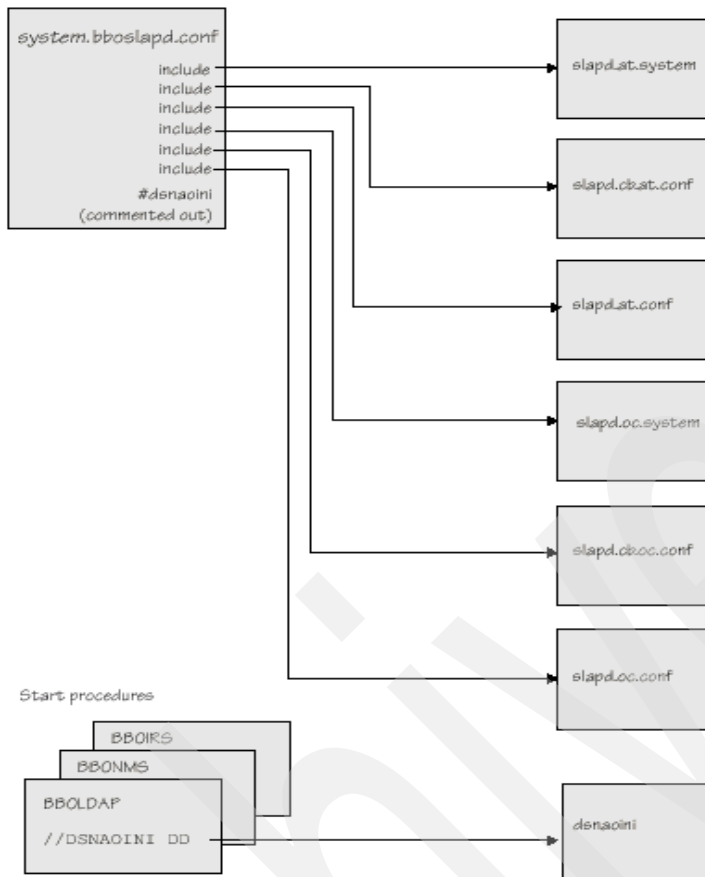 system.bboslapd.conf
include
include
include
include
include
include
#dsnaoini
(commented out)
slapd.at.system
slapd.cb.at.conf
slapd.at.conf
slapd.oc.system
slapd.cb.oc.conf
slapd.oc.conf
Start procedures
BBOIRS
BBONMS
BBOLDAP
//DSNAOINI DD
dsnaoini